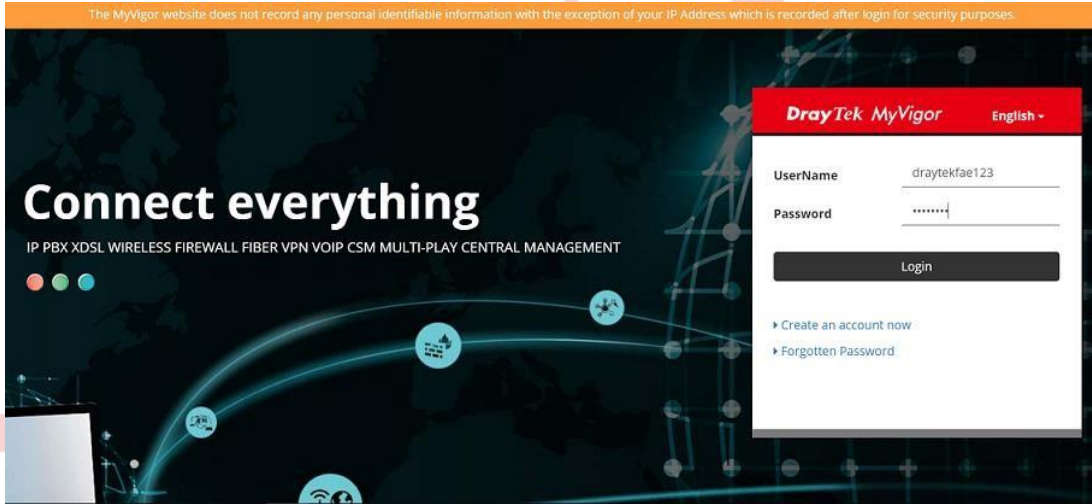 The MyVigor website does not record any personal identifiable information with the exception of your IP Address which is recorded after login for security purposes.
DrayTek MyVigor English
UserName draytekfae123
Password ••••••••
Connect everything
IP PBX XDSL WIRELESS FIREWALL FIBER VPN VOIP CSM MULTI-PLAY CENTRAL MANAGEMENT
Login
Create an account now
Forgotten Password